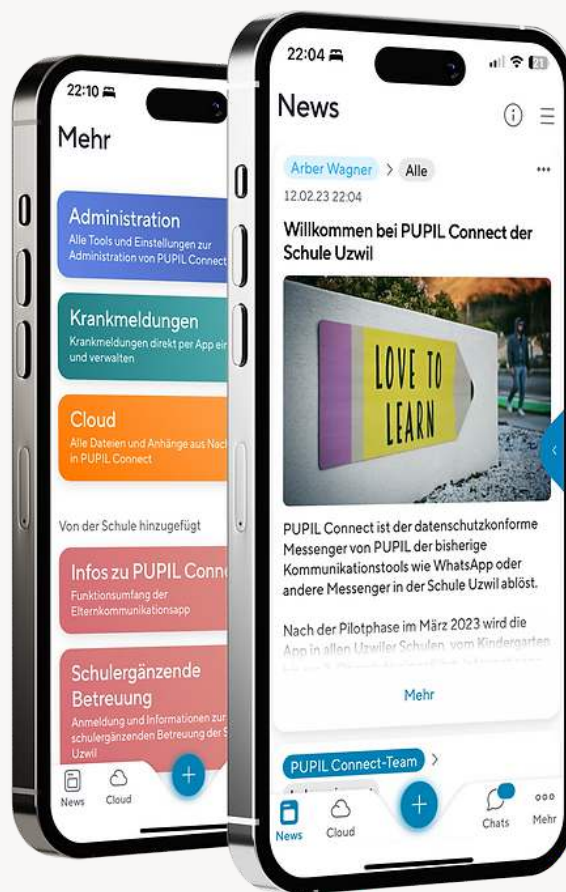 22:10
Mehr
Administration
Alle Tools und Einstellungen zur
Administration von PUPIL Connect
Krankmeldungen
Krankmeldungen direkt per App
und verwalten
Cloud
Alle Dateien und Anhänge aus
in PUPIL Connect
Von der Schule hinzugefügt
Infos zu PUPIL
Funktionsumfang der
Elternkommunikationsapp
Schulergänzende
Betreuung
Anmeldung und Informationen zur
schulergänzenden Betreuung der
Uzwil
News
Cloud
22:04
21
News
Arber Wagner > Alle
12.02.23 22:04
Willkommen bei PUPIL Connect der
Schule Uzwil
LOVE TO
LEARN
PUPIL Connect ist der datenschutzkonforme
Messenger von PUPIL der bisherige
Kommunikationstools wie WhatsApp oder
andere Messenger in der Schule Uzwil ablöst.
Nach der Pilotphase im März 2023 wird die
App in allen Uzwiler Schulen, vom Kindergarten
Mehr
PUPIL Connect-Team >
News
Cloud
Chats
Mehr